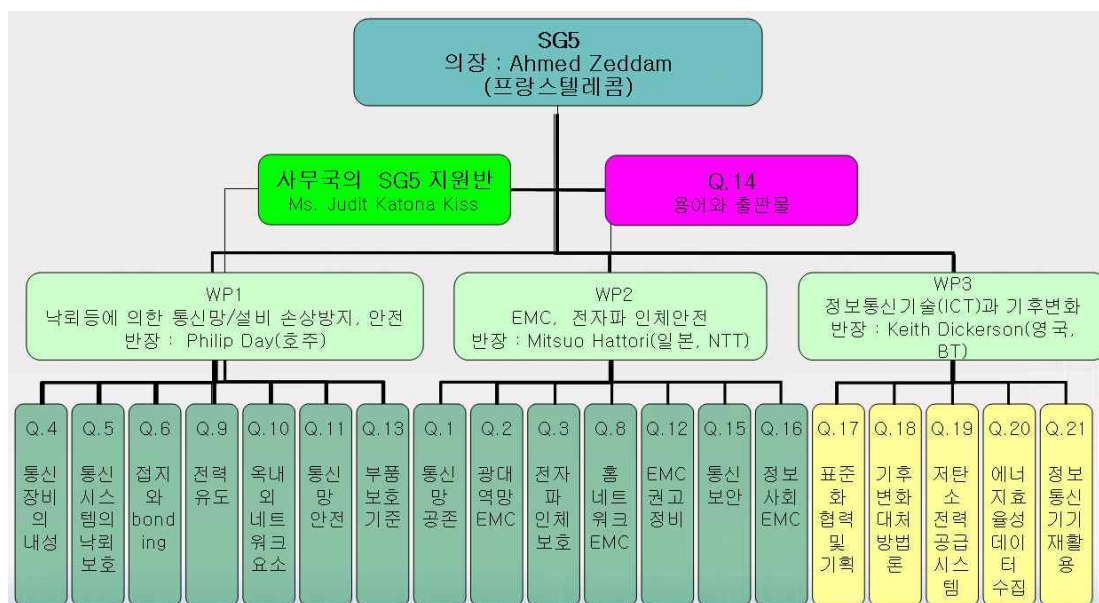 SG5
의장 : Ahmed Zeddam
(프랑스텔레콤)
사무국의 SG5 지원반
Ms. Judit Katona Kiss
Q.14
용어와 출판물
WP1
낙뢰등에 의한 통신망/설비 손상방지, 안전
반장 : Philip Day(호주)
WP2
EMC, 전자파 인체안전
반장 : Mitsuo Hattori(일본, NTT)
WP3
정보통신기술(ICT)과 기후변화
반장 : Keith Dickerson(영국,
BT)
Q.4
통신
장비
의
내성
Q.5
통신
시스
템의
낙뢰
보호
Q.6
접지
와
bond
ing
Q.9
전력
유도
Q.10
옥내
외
네트
워크
요소
Q.11
통신
망
안전
Q.13
부품
보호
기준
Q.1
통신
망
공존
Q.2
광대
역망
EMC
Q.3
전자
파
인체
보호
Q.8
홈
네트
워크
EMC
Q.12
EMC
권고
정비
Q.15
통신
보안
Q.16
정보
사회
EMC
Q.17
표준
화
협력
및
기획
Q.18
기후
변화
대처
방법
론
Q.19
저탄
소
전력
공급
시스
템
Q.20
에너
지효
율성
데이
터
수집
Q.21
정보
통신
기기
재활
용